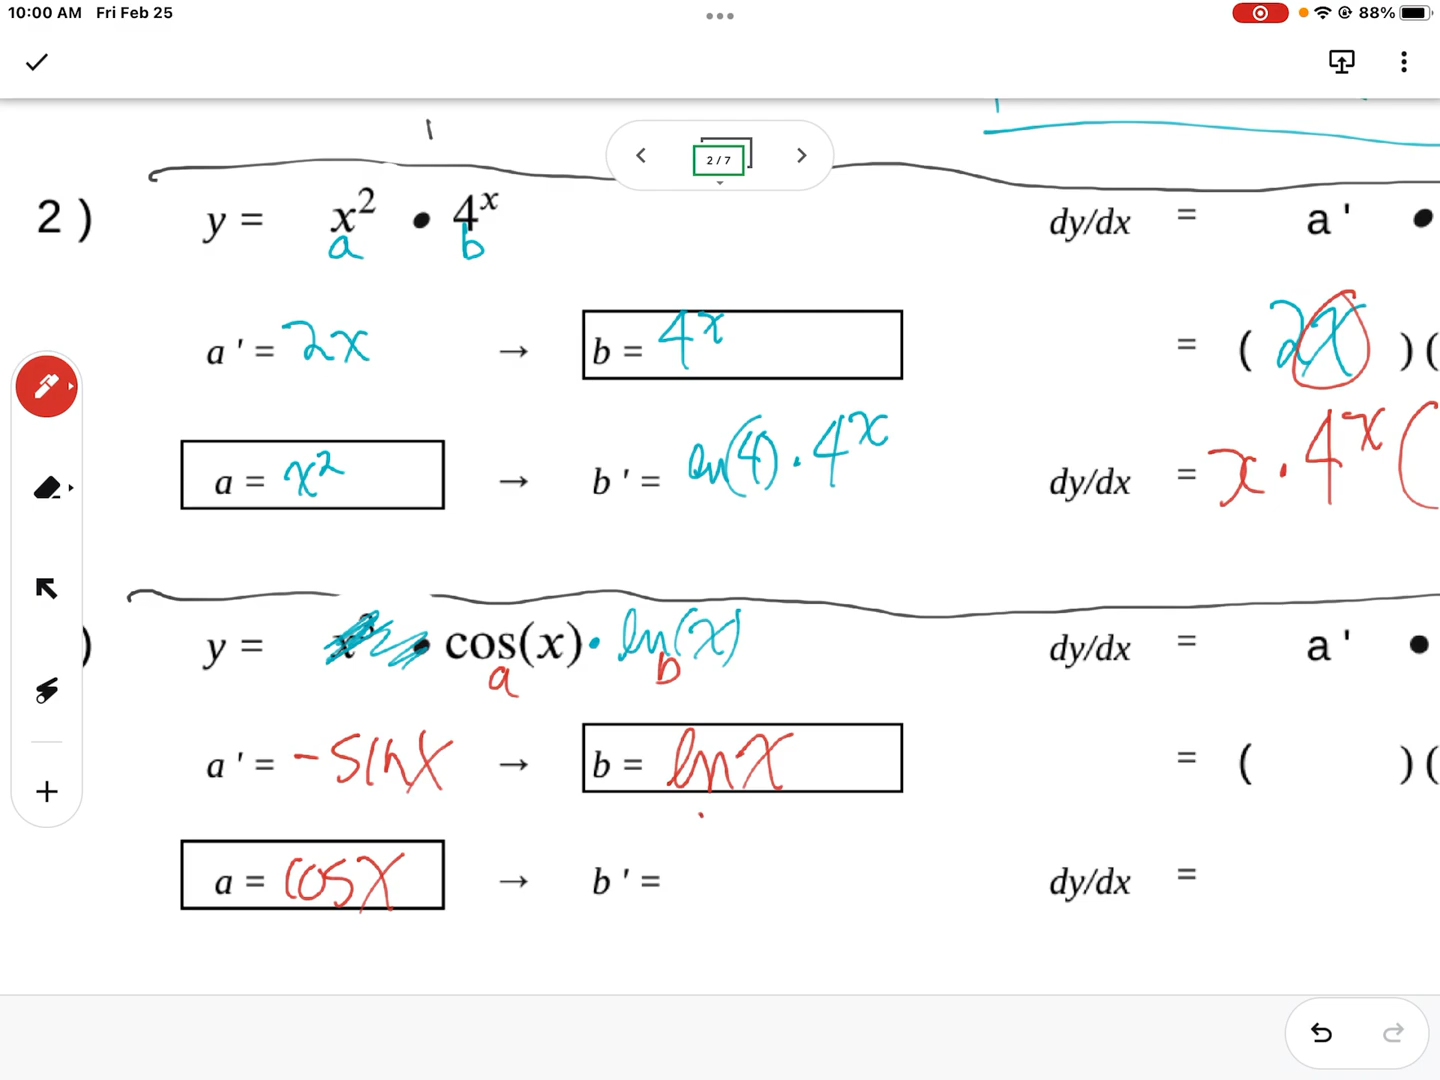 10:00 AM Fri Feb 25 88%
2 / 7
2 ) y = x² • 4ˣ dy/dx = a ' •
a b
a ' = 2x → b = 4ˣ = ( 2x ) (
a = x² → b ' = ln(4) · 4ˣ dy/dx = x · 4ˣ (
) y = • cos(x) · ln(x) dy/dx = a ' •
a b
a ' = -sinx → b = lnx = ( ) (
a = cosx → b ' = dy/dx =